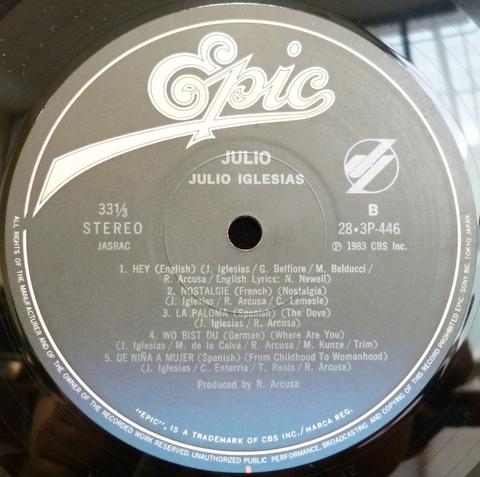 Epic
JULIO
JULIO IGLESIAS
33⅓
STEREO
JASRAC
B
28・3P-446
Ⓟ 1983 CBS Inc.
1. HEY (English) (J. Iglesias / G. Belfiore / M. Balducci /
R. Arcusa / English Lyrics: N. Newell)
2. NOSTALGIE (French) (Nostalgia)
(J. Iglesias / R. Arcusa / C. Lemesle)
3. LA PALOMA (Spanish) (The Dove)
(J. Iglesias / R. Arcusa)
4. WO BIST DU (German) (Where Are You)
(J. Iglesias / M. de la Calva / R. Arcusa / M. Kunze / Trim)
5. DE NIÑA A MUJER (Spanish) (From Childhood To Womanhood)
(J. Iglesias / C. Enterria / T. Ranis / R. Arcusa)
Produced by R. Arcusa
"EPIC", IS A TRADEMARK OF CBS INC./MARCA REG.
ALL RIGHTS OF THE MANUFACTURER AND OF THE OWNER OF THE RECORDED WORK RESERVED. UNAUTHORIZED PUBLIC PERFORMANCE, BROADCASTING AND COPYING OF THIS RECORD PROHIBITED EPIC・SONY INC. TOKYO JAPAN